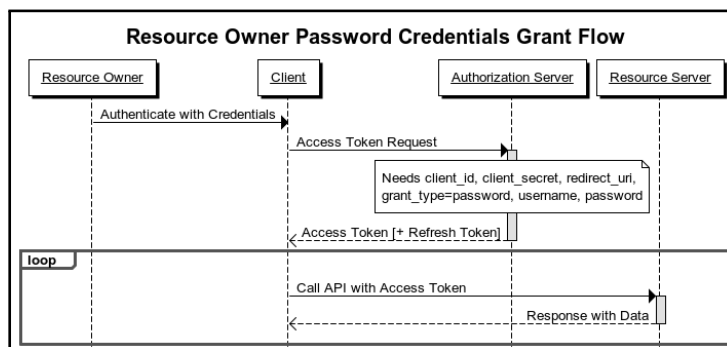 Resource Owner Password Credentials Grant Flow
Resource Owner
Client
Authorization Server
Resource Server
Authenticate with Credentials
Access Token Request
Needs client_id, client_secret, redirect_uri,
grant_type=password, username, password
Access Token [+ Refresh Token]
loop
Call API with Access Token
Response with Data